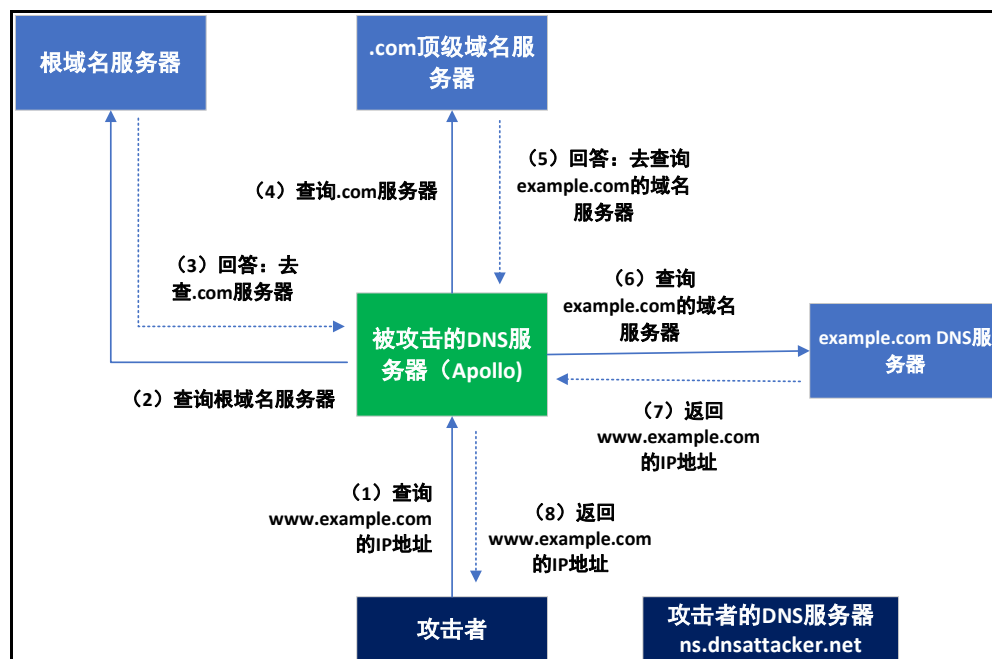 根域名服务器
.com顶级域名服
务器
（5）回答：去查询
example.com的域名
服务器
（4）查询.com服务器
（3）回答：去
查.com服务器
（6）查询
example.com的域名
服务器
被攻击的DNS服
务器（Apollo)
example.com DNS服
务器
（2）查询根域名服务器
（7）返回
www.example.com
的IP地址
（1）查询
www.example.com
的IP地址
（8）返回
www.example.com
的IP地址
攻击者
攻击者的DNS服务器
ns.dnsattacker.net